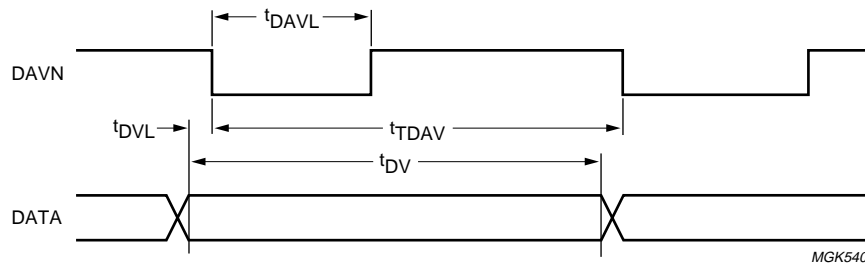 tDAVL
DAVN
tDVL
tTDAV
tDV
DATA
MGK540